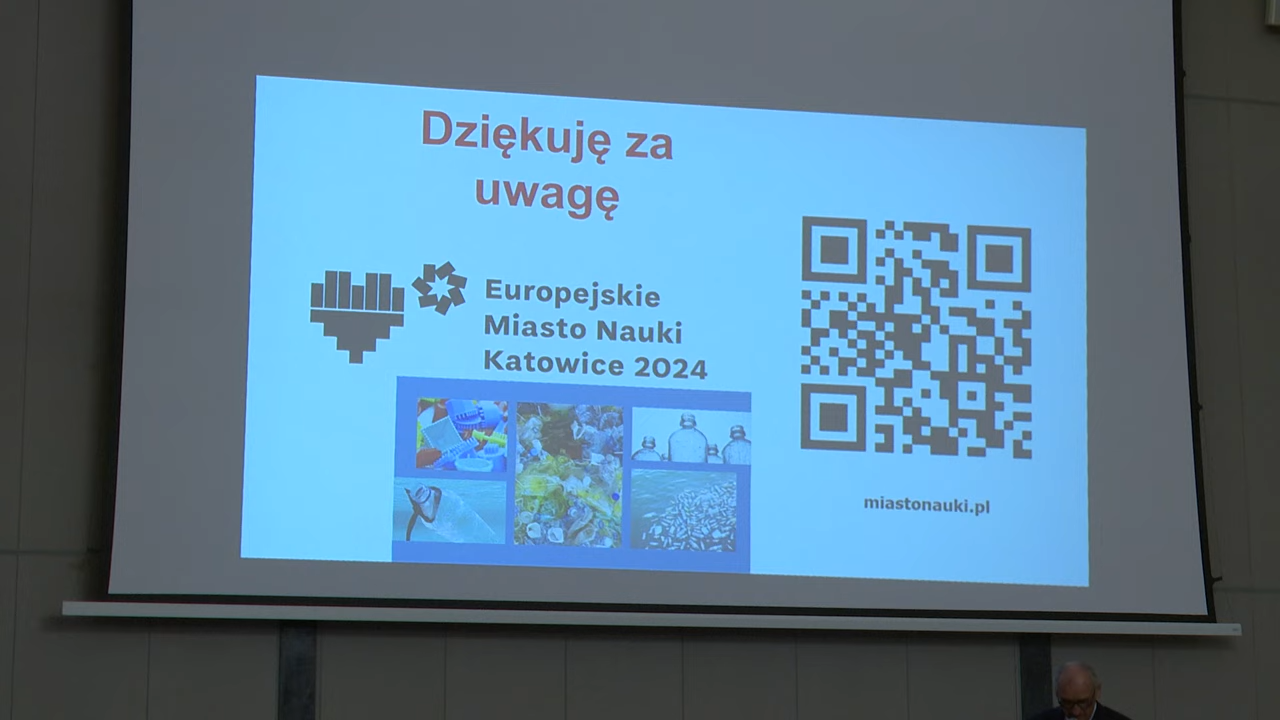 Dziękuję za
uwagę
Europejskie
Miasto Nauki
Katowice 2024
miastonauki.pl